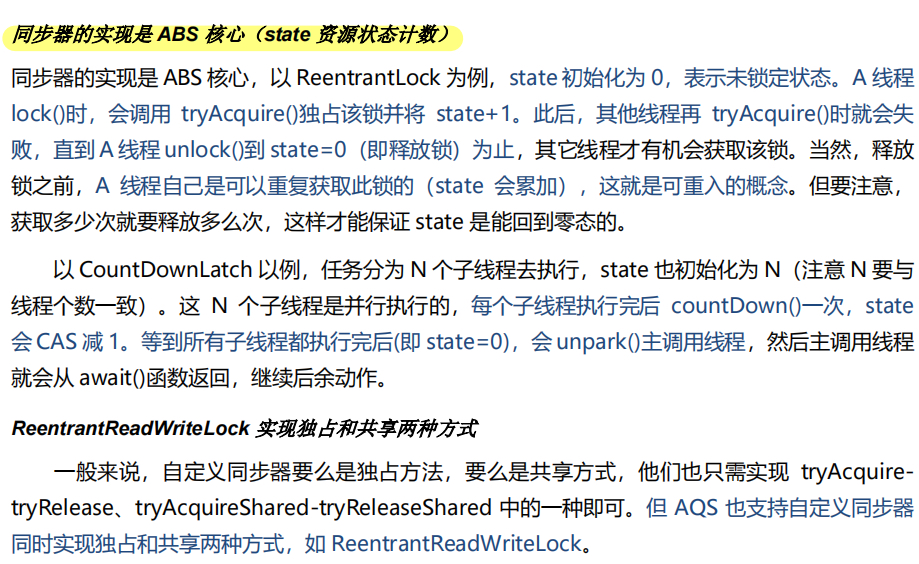 同步器的实现是 ABS 核心（state 资源状态计数）
同步器的实现是 ABS 核心，以 ReentrantLock 为例，state 初始化为 0，表示未锁定状态。A 线程
lock()时，会调用 tryAcquire()独占该锁并将 state+1。此后，其他线程再 tryAcquire()时就会失
败，直到 A 线程 unlock()到 state=0（即释放锁）为止，其它线程才有机会获取该锁。当然，释放
锁之前，A 线程自己是可以重复获取此锁的（state 会累加），这就是可重入的概念。但要注意，
获取多少次就要释放多么次，这样才能保证 state 是能回到零态的。
以 CountDownLatch 以例，任务分为 N 个子线程去执行，state 也初始化为 N（注意 N 要与
线程个数一致）。这 N 个子线程是并行执行的，每个子线程执行完后 countDown()一次，state
会 CAS 减 1。等到所有子线程都执行完后(即 state=0)，会 unpark()主调用线程，然后主调用线程
就会从 await()函数返回，继续后余动作。
ReentrantReadWriteLock 实现独占和共享两种方式
一般来说，自定义同步器要么是独占方法，要么是共享方式，他们也只需实现 tryAcquire-
tryRelease、tryAcquireShared-tryReleaseShared 中的一种即可。但 AQS 也支持自定义同步器
同时实现独占和共享两种方式，如 ReentrantReadWriteLock。